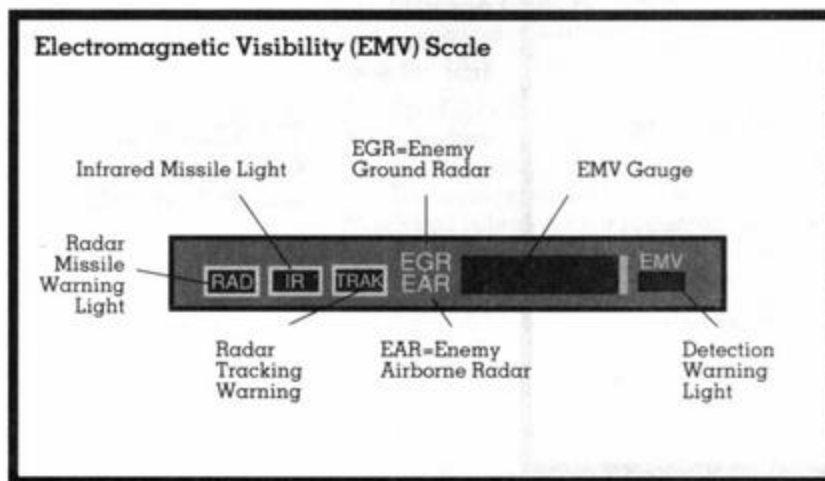 Electromagnetic Visibility (EMV) Scale
EGR=Enemy
Ground Radar
Infrared Missile Light
EMV Gauge
Radar
Missile
Warning
Light
RAD
IR
TRAK
EGR
EAR
EMV
Radar
Tracking
Warning
EAR=Enemy
Airborne Radar
Detection
Warning
Light